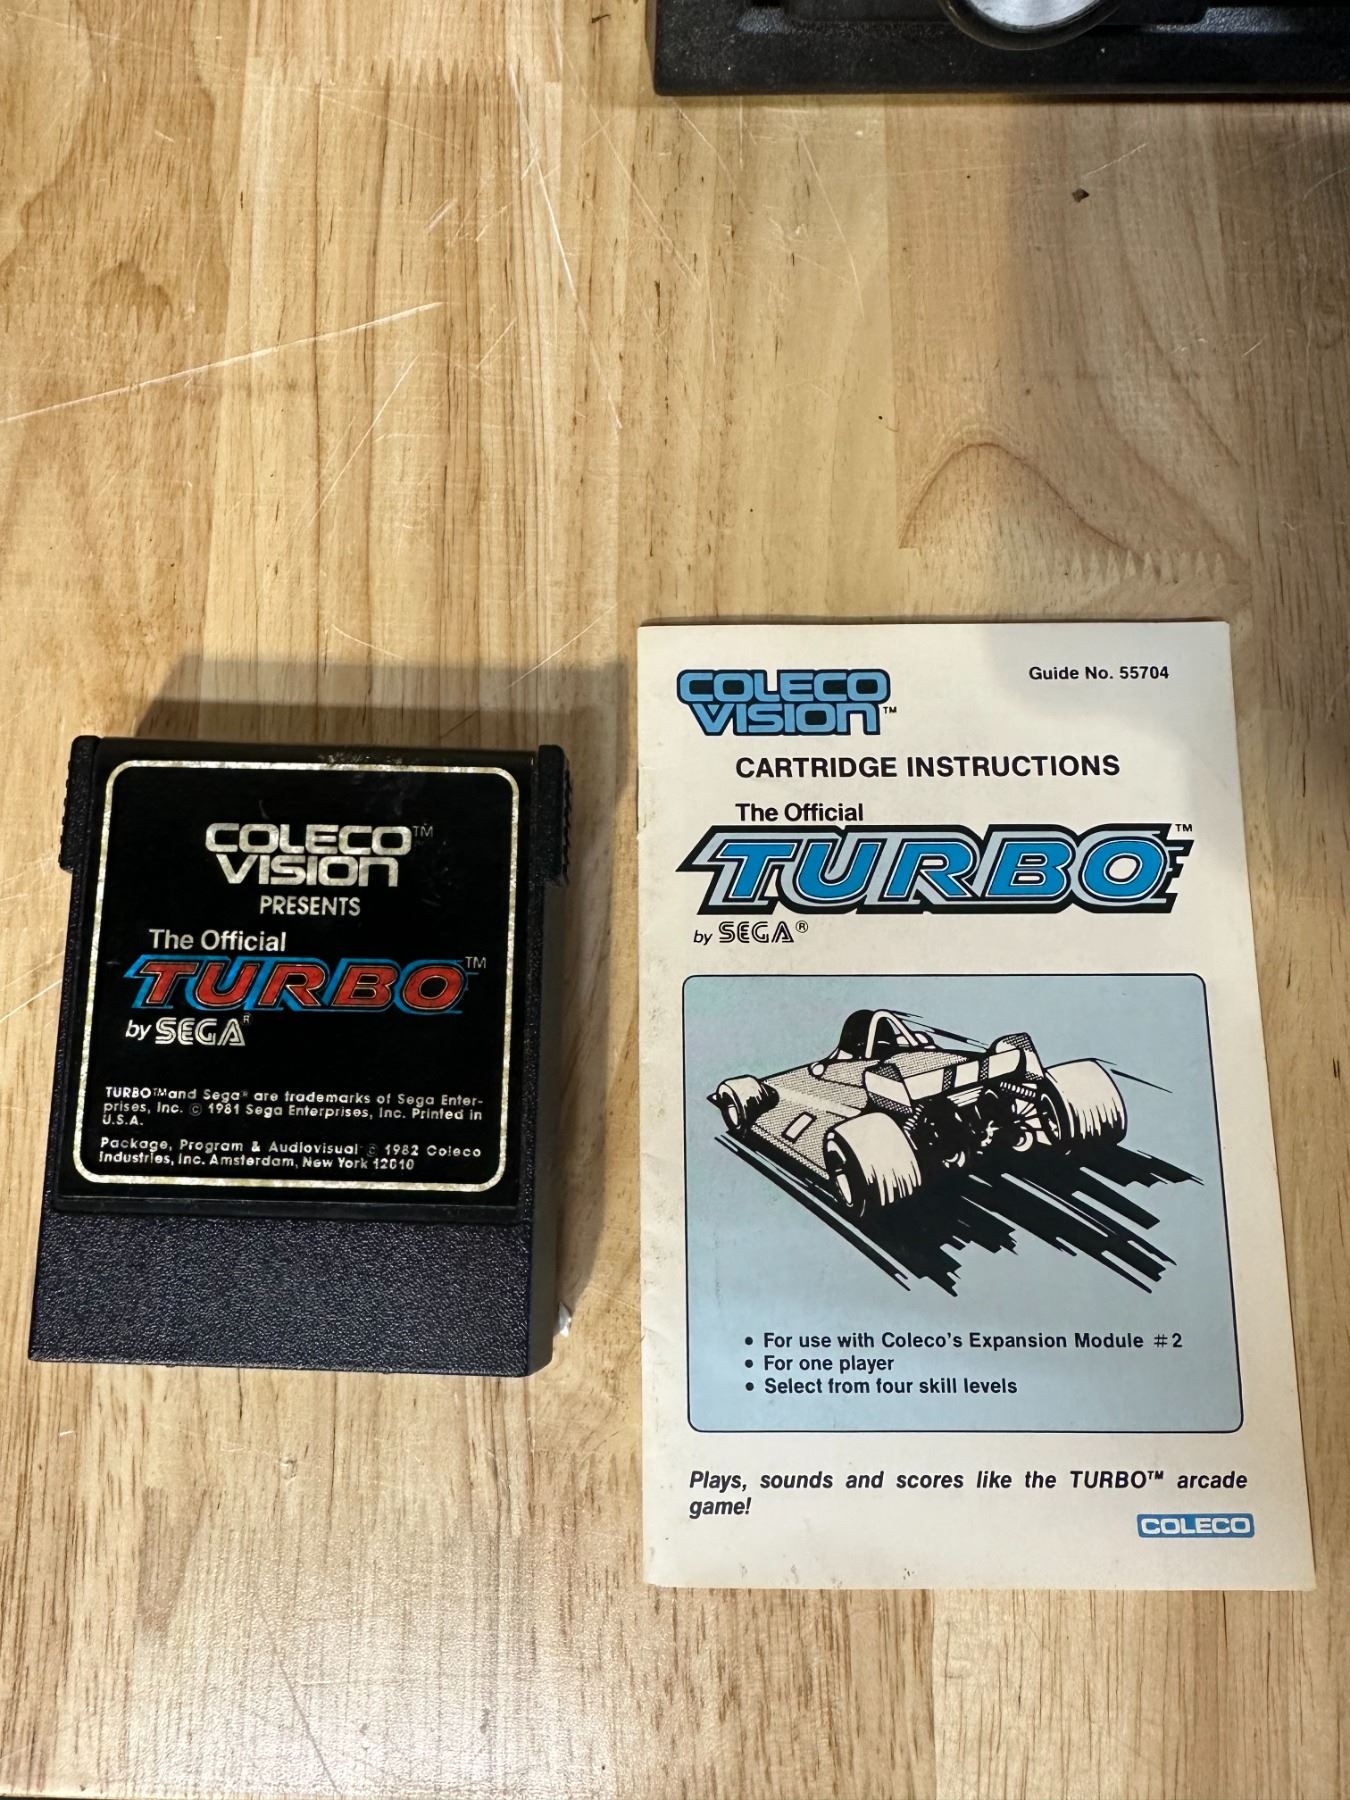 COLECO™
VISION
PRESENTS
The Official
TURBO™
by SEGA®
TURBO™ and Sega® are trademarks of Sega Enter-
prises, Inc. © 1981 Sega Enterprises, Inc. Printed in
U.S.A.
Package, Program & Audiovisual © 1982 Coleco
Industries, Inc. Amsterdam, New York 12010
COLECO
VISION™
Guide No. 55704
CARTRIDGE INSTRUCTIONS
The Official
TURBO™
by SEGA®
• For use with Coleco's Expansion Module #2
• For one player
• Select from four skill levels
Plays, sounds and scores like the TURBO™ arcade
game!
COLECO